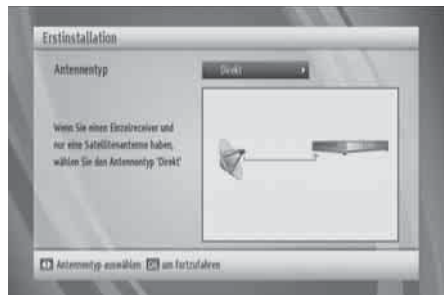 Erstinstallation
Antennentyp
Direkt
Wenn Sie einen Einzelreceiver und
nur eine Satellitenantenne haben,
wählen Sie den Antennentyp 'Direkt'
Antennentyp auswählen OK um fortzufahren